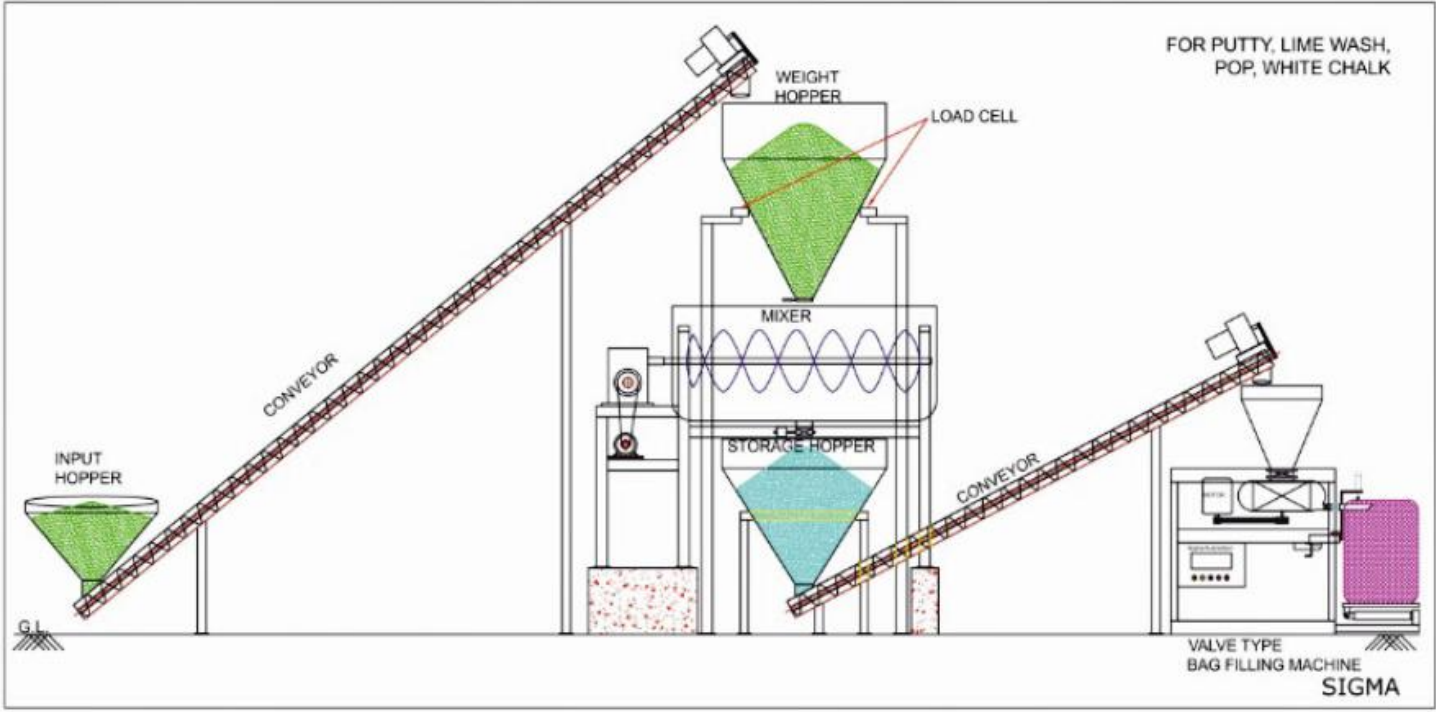 FOR PUTTY, LIME WASH,
POP, WHITE CHALK
WEIGHT
HOPPER
LOAD CELL
MIXER
CONVEYOR
INPUT
HOPPER
STORAGE HOPPER
CONVEYOR
G.L.
VALVE TYPE
BAG FILLING MACHINE
SIGMA